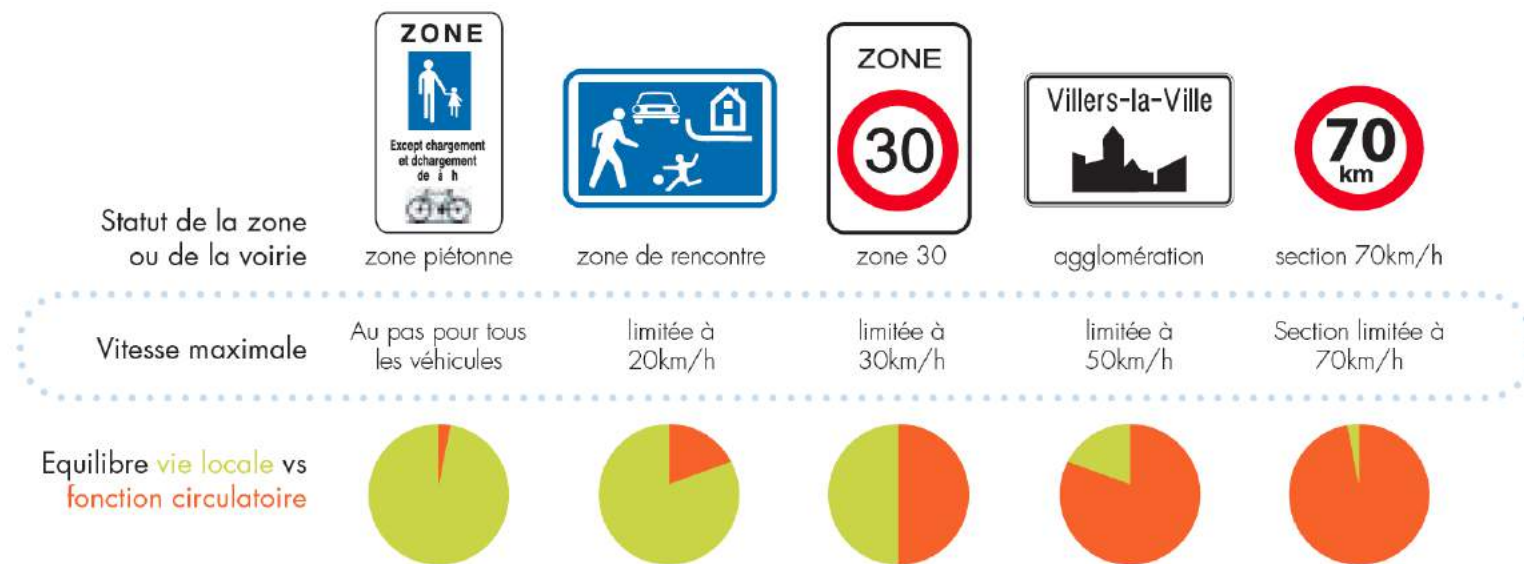 ZONE
Except chargement
et dchargement
de à h
ZONE
30
Villers-la-Ville
70
km
Statut de la zone
ou de la voirie
zone piétonne
zone de rencontre
zone 30
agglomération
section 70km/h
Vitesse maximale
Au pas pour tous
les véhicules
limitée à
20km/h
limitée à
30km/h
limitée à
50km/h
Section limitée à
70km/h
Equilibre vie locale vs
fonction circulatoire